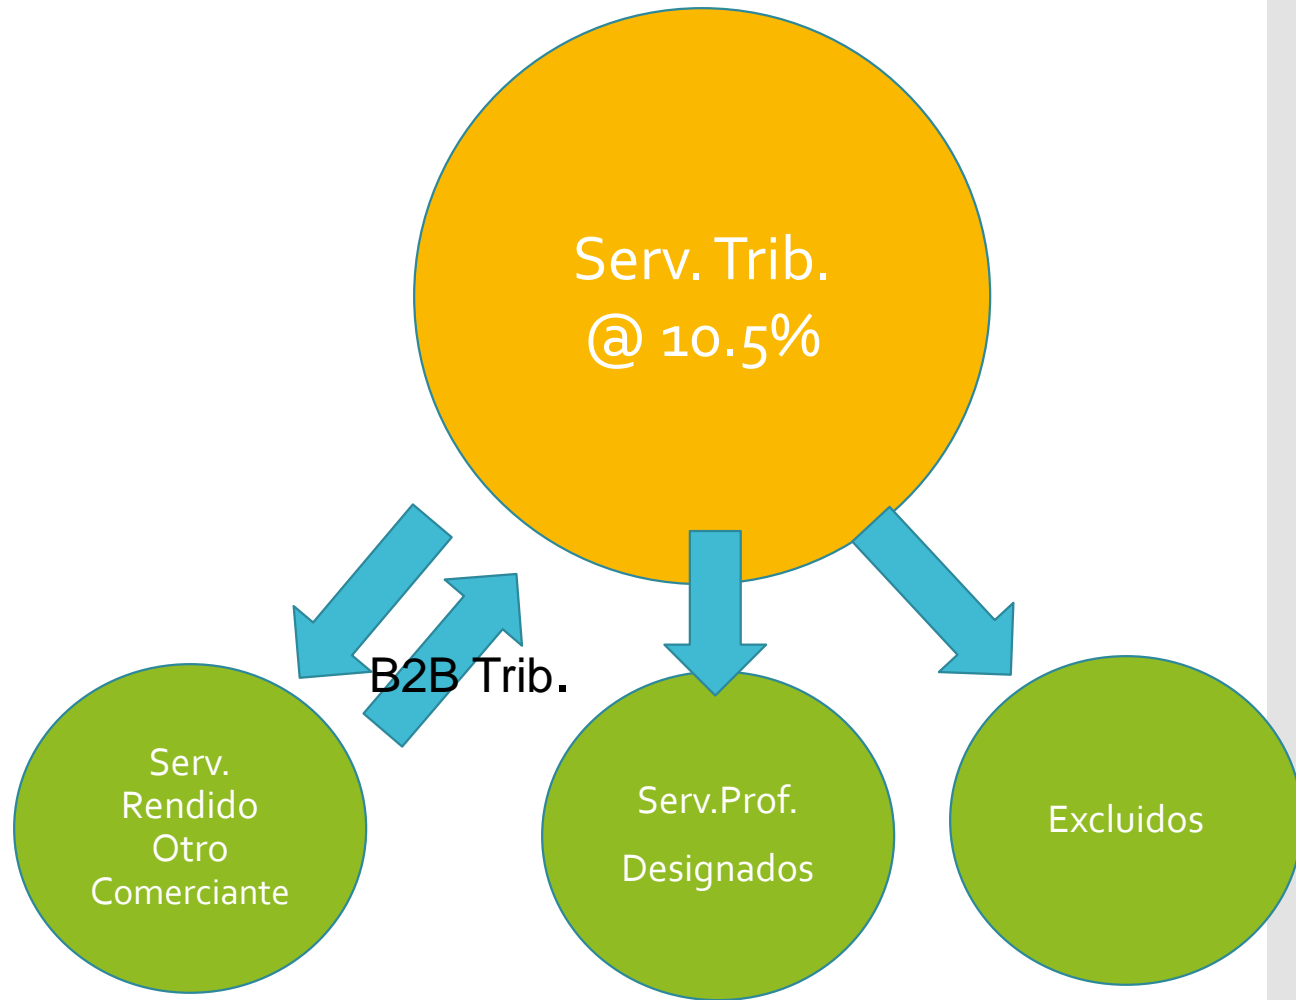 Serv. Trib.
@ 10.5%
B2B Trib.
Serv.
Rendido
Otro
Comerciante
Serv.Prof.
Designados
Excluidos